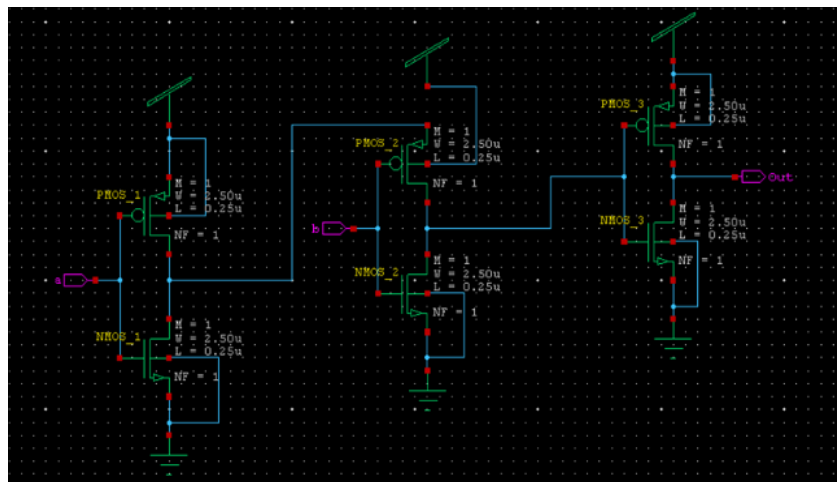 PMOS_1
M = 1
W = 2.50u
L = 0.25u
NF = 1
a
NMOS_1
M = 1
W = 2.50u
L = 0.25u
NF = 1
PMOS_2
M = 1
W = 2.50u
L = 0.25u
NF = 1
b
NMOS_2
M = 1
W = 2.50u
L = 0.25u
NF = 1
PMOS_3
M = 1
W = 2.50u
L = 0.25u
NF = 1
Out
NMOS_3
M = 1
W = 2.50u
L = 0.25u
NF = 1